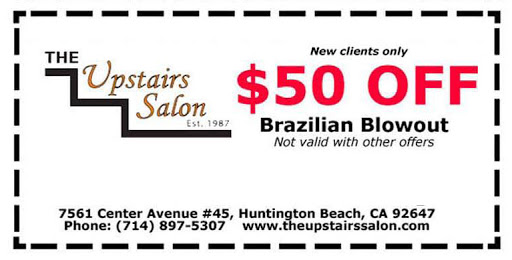 THE
Upstairs
Salon
Est. 1987
New clients only
$50 OFF
Brazilian Blowout
Not valid with other offers
7561 Center Avenue #45, Huntington Beach, CA 92647
Phone: (714) 897-5307 www.theupstairssalon.com